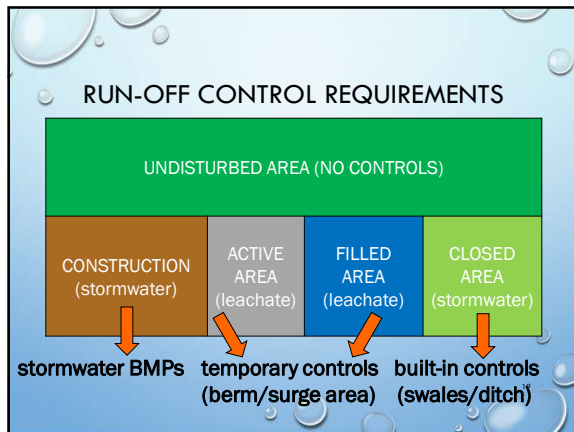 RUN-OFF CONTROL REQUIREMENTS
UNDISTURBED AREA (NO CONTROLS)
CONSTRUCTION
(stormwater)
ACTIVE
AREA
(leachate)
FILLED
AREA
(leachate)
CLOSED
AREA
(stormwater)
stormwater BMPs
temporary controls
(berm/surge area)
built-in controls
(swales/ditch)